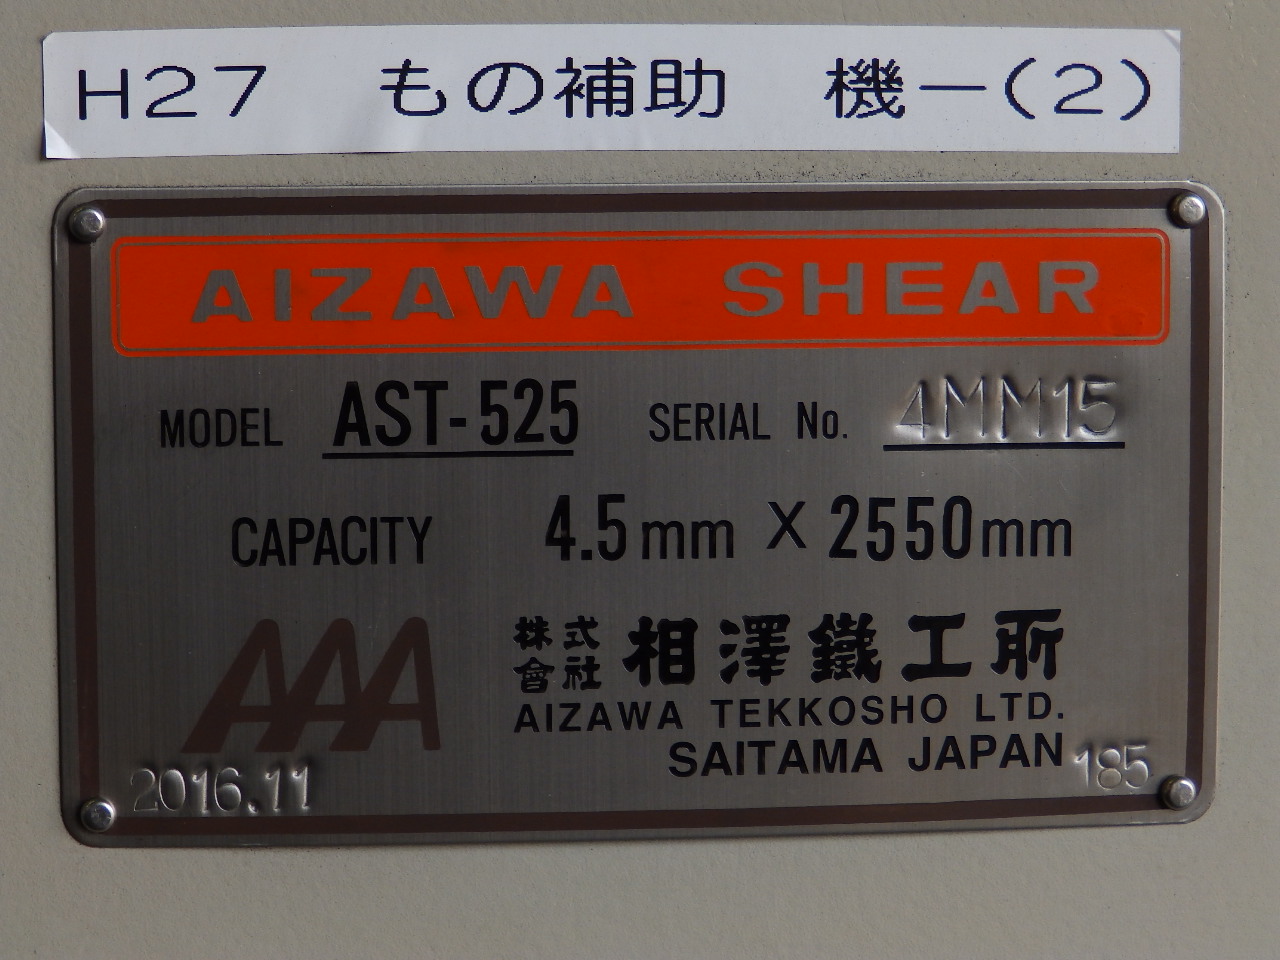 H27　もの補助　機－(2)
AIZAWA SHEAR
MODEL AST-525 SERIAL No. 4MM15
CAPACITY 4.5mm X 2550mm
AAA
株式會社 相澤鐵工所
AIZAWA TEKKOSHO LTD.
SAITAMA JAPAN
2016.11 185